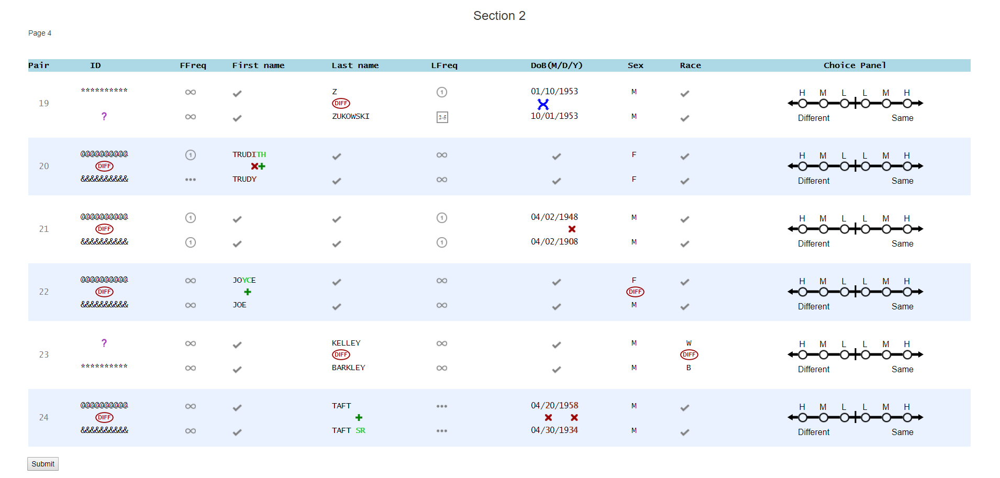 Section 2
Page 4
Pair ID FFreq First name Last name LFreq DoB(M/D/Y) Sex Race Choice Panel
********** ∞ Z 1 01/10/1953 M H M L L M H
19 DIFF
? ∞ ZUKOWSKI 2-5 10/01/1953 M Different Same
@@@@@@@@@@ 1 TRUDITH ∞ F H M L L M H
20 DIFF
&&&&&&&&&& ••• TRUDY ∞ F Different Same
@@@@@@@@@@ 1 1 04/02/1948 M H M L L M H
21 DIFF
&&&&&&&&&& 1 1 04/02/1908 M Different Same
@@@@@@@@@@ ∞ JOYCE ∞ F H M L L M H
22 DIFF DIFF
&&&&&&&&&& ∞ JOE ∞ M Different Same
? ∞ KELLEY ∞ M W H M L L M H
23 DIFF DIFF
********** ∞ BARKLEY ∞ M B Different Same
@@@@@@@@@@ ∞ TAFT ••• 04/20/1958 M H M L L M H
24 DIFF
&&&&&&&&&& ∞ TAFT SR ••• 04/30/1934 M Different Same
Submit